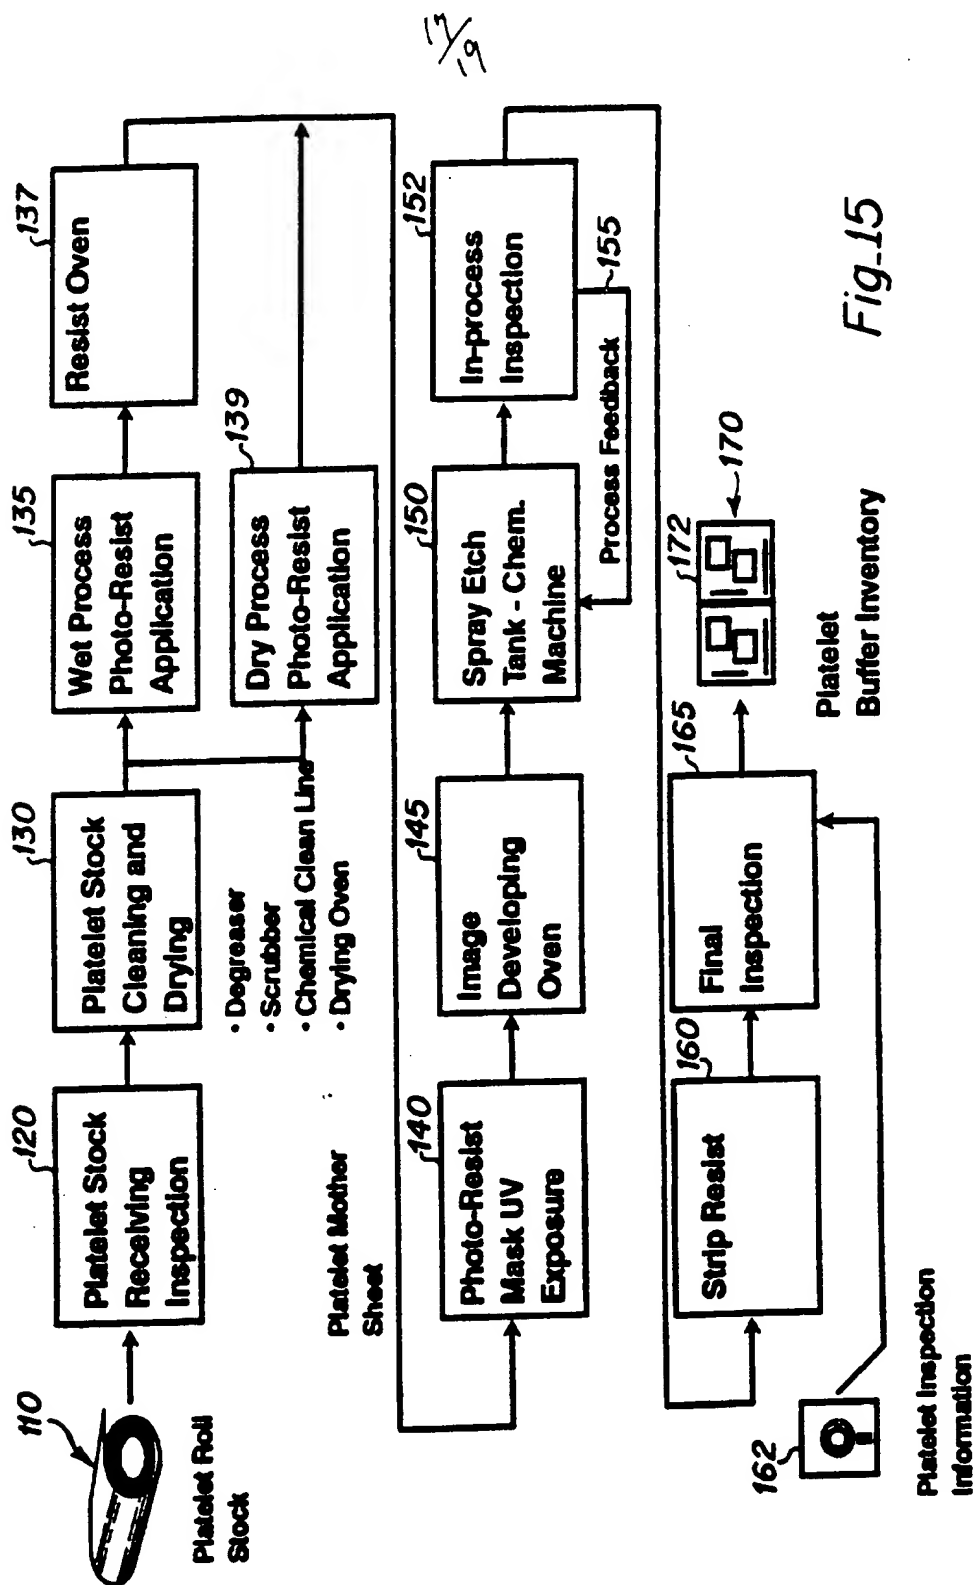 17/19
110
Platelet Roll
Stock
120
Platelet Stock
Receiving
Inspection
130
Platelet Stock
Cleaning and
Drying
• Degreaser
• Scrubber
• Chemical Clean Line
• Drying Oven
135
Wet Process
Photo-Resist
Application
137
Resist Oven
139
Dry Process
Photo-Resist
Application
Platelet Mother
Sheet
140
Photo-Resist
Mask UV
Exposure
145
Image
Developing
Oven
150
Spray Etch
Tank - Chem.
Machine
152
In-process
Inspection
155
Process Feedback
160
Strip Resist
162
Platelet Inspection
Information
165
Final
Inspection
172
170
Platelet
Buffer Inventory
Fig_15